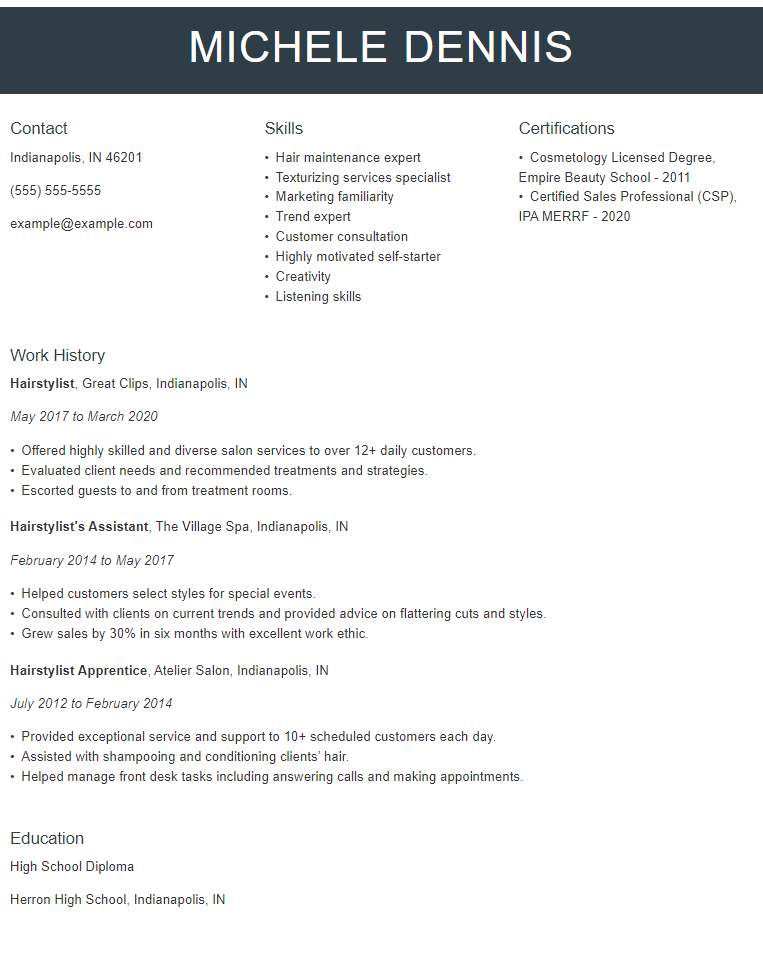 MICHELE DENNIS
Contact
Indianapolis, IN 46201
(555) 555-5555
example@example.com
Skills
• Hair maintenance expert
• Texturizing services specialist
• Marketing familiarity
• Trend expert
• Customer consultation
• Highly motivated self-starter
• Creativity
• Listening skills
Certifications
• Cosmetology Licensed Degree,
Empire Beauty School - 2011
• Certified Sales Professional (CSP),
IPA MERRF - 2020
Work History
Hairstylist, Great Clips, Indianapolis, IN
May 2017 to March 2020
• Offered highly skilled and diverse salon services to over 12+ daily customers.
• Evaluated client needs and recommended treatments and strategies.
• Escorted guests to and from treatment rooms.
Hairstylist's Assistant, The Village Spa, Indianapolis, IN
February 2014 to May 2017
• Helped customers select styles for special events.
• Consulted with clients on current trends and provided advice on flattering cuts and styles.
• Grew sales by 30% in six months with excellent work ethic.
Hairstylist Apprentice, Atelier Salon, Indianapolis, IN
July 2012 to February 2014
• Provided exceptional service and support to 10+ scheduled customers each day.
• Assisted with shampooing and conditioning clients’ hair.
• Helped manage front desk tasks including answering calls and making appointments.
Education
High School Diploma
Herron High School, Indianapolis, IN